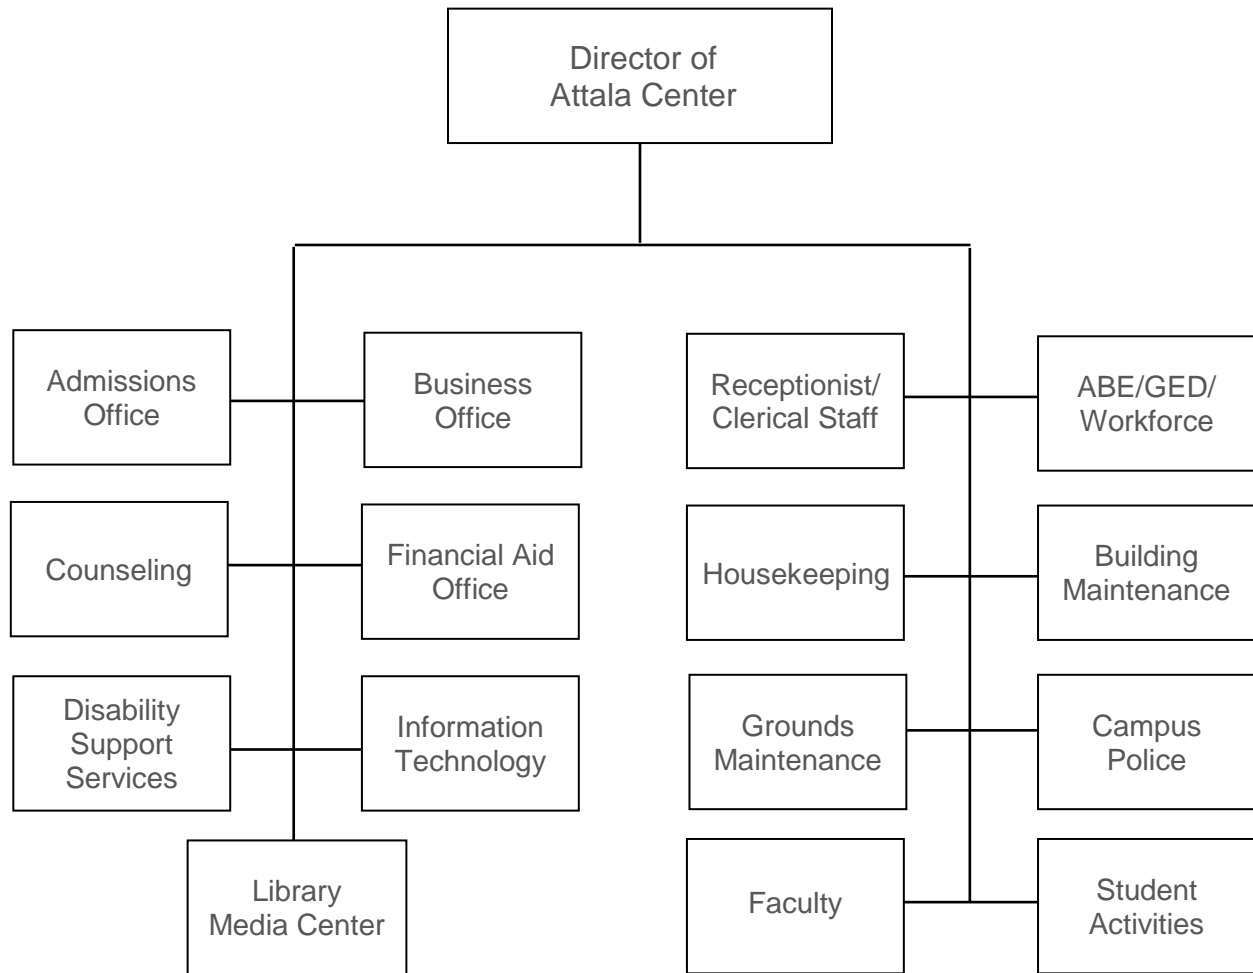 Director of
Attala Center
Admissions
Office
Business
Office
Receptionist/
Clerical Staff
ABE/GED/
Workforce
Counseling
Financial Aid
Office
Housekeeping
Building
Maintenance
Disability
Support
Services
Information
Technology
Grounds
Maintenance
Campus
Police
Library
Media Center
Faculty
Student
Activities